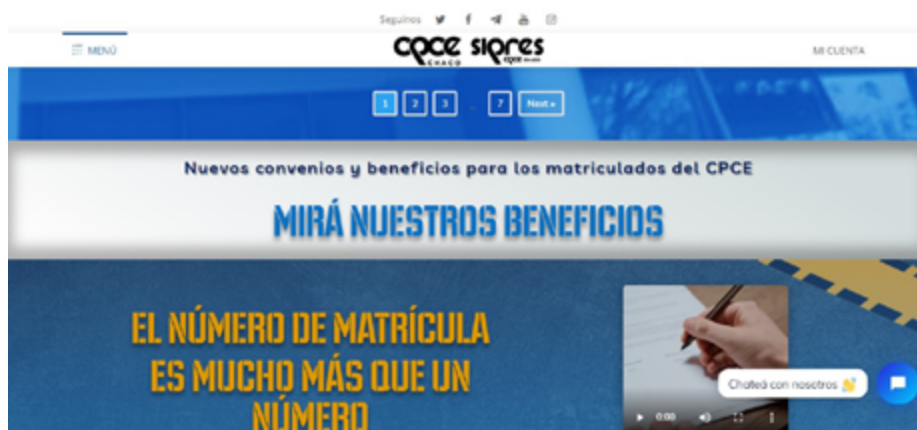 Seguinos
MENÚ
CPCE CHACO SIPRES
MI CUENTA
1 2 3 ... 7 Next »
Nuevos convenios y beneficios para los matriculados del CPCE
MIRÁ NUESTROS BENEFICIOS
EL NÚMERO DE MATRÍCULA
ES MUCHO MÁS QUE UN
NÚMERO
Chateá con nosotros 👋
0:00